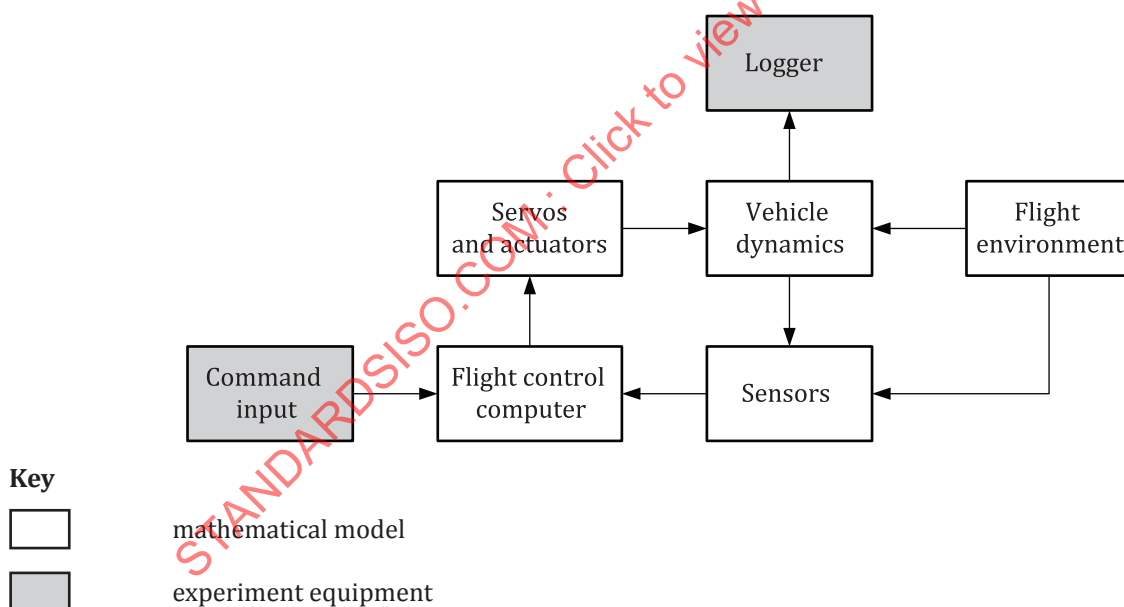 Logger
Servos
and actuators
Vehicle
dynamics
Flight
environment
Command
input
Flight control
computer
Sensors
Key
mathematical model
experiment equipment
STANDARDSISO.COM : Click to view